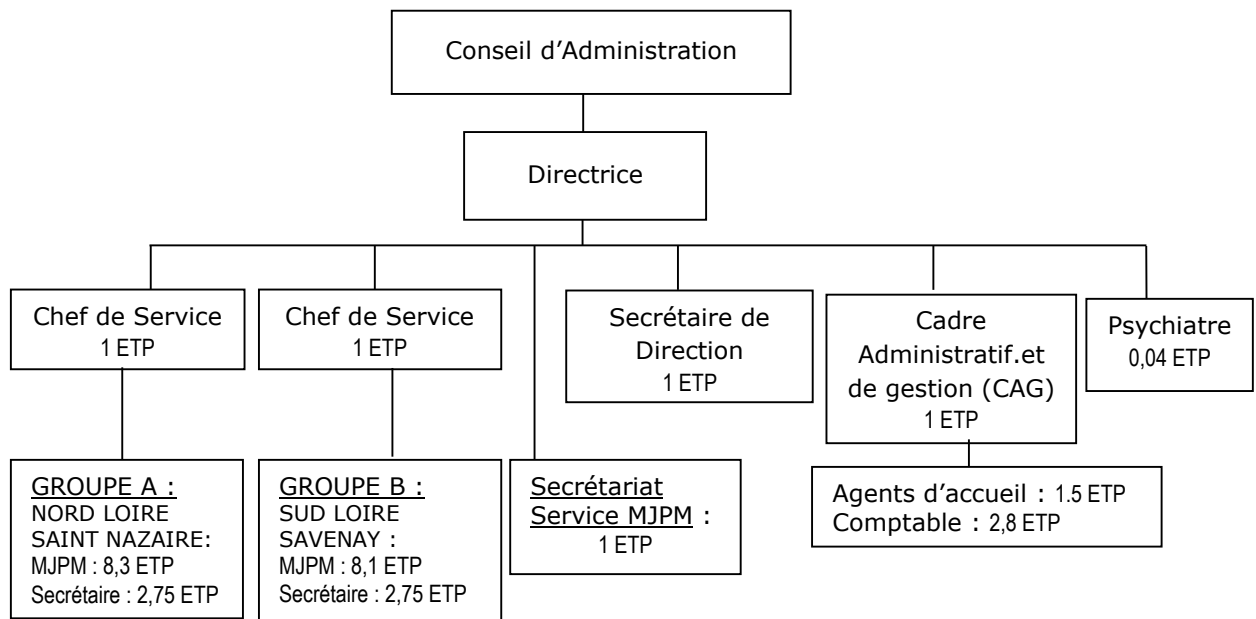 Conseil d'Administration
Directrice
Chef de Service
1 ETP
Chef de Service
1 ETP
Secrétaire de
Direction
1 ETP
Cadre
Administratif.et
de gestion (CAG)
1 ETP
Psychiatre
0,04 ETP
GROUPE A :
NORD LOIRE
SAINT NAZAIRE:
MJPM : 8,3 ETP
Secrétaire : 2,75 ETP
GROUPE B :
SUD LOIRE
SAVENAY :
MJPM : 8,1 ETP
Secrétaire : 2,75 ETP
Secrétariat
Service MJPM :
1 ETP
Agents d'accueil : 1.5 ETP
Comptable : 2,8 ETP